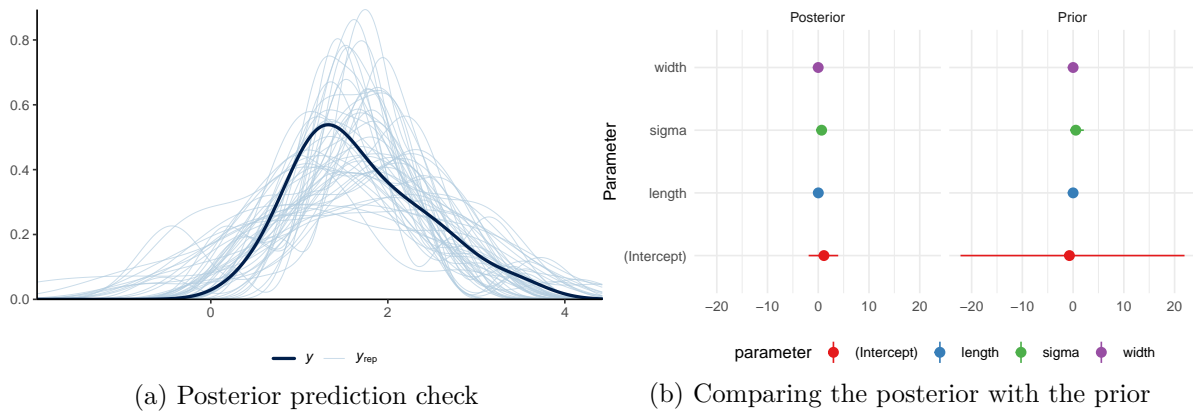 0.8
0.6
0.4
0.2
0.0
0 2 4
y y rep
(a) Posterior prediction check
Posterior Prior
Parameter
width
sigma
length
(Intercept)
−20 −10 0 10 20 −20 −10 0 10 20
parameter (Intercept) length sigma width
(b) Comparing the posterior with the prior